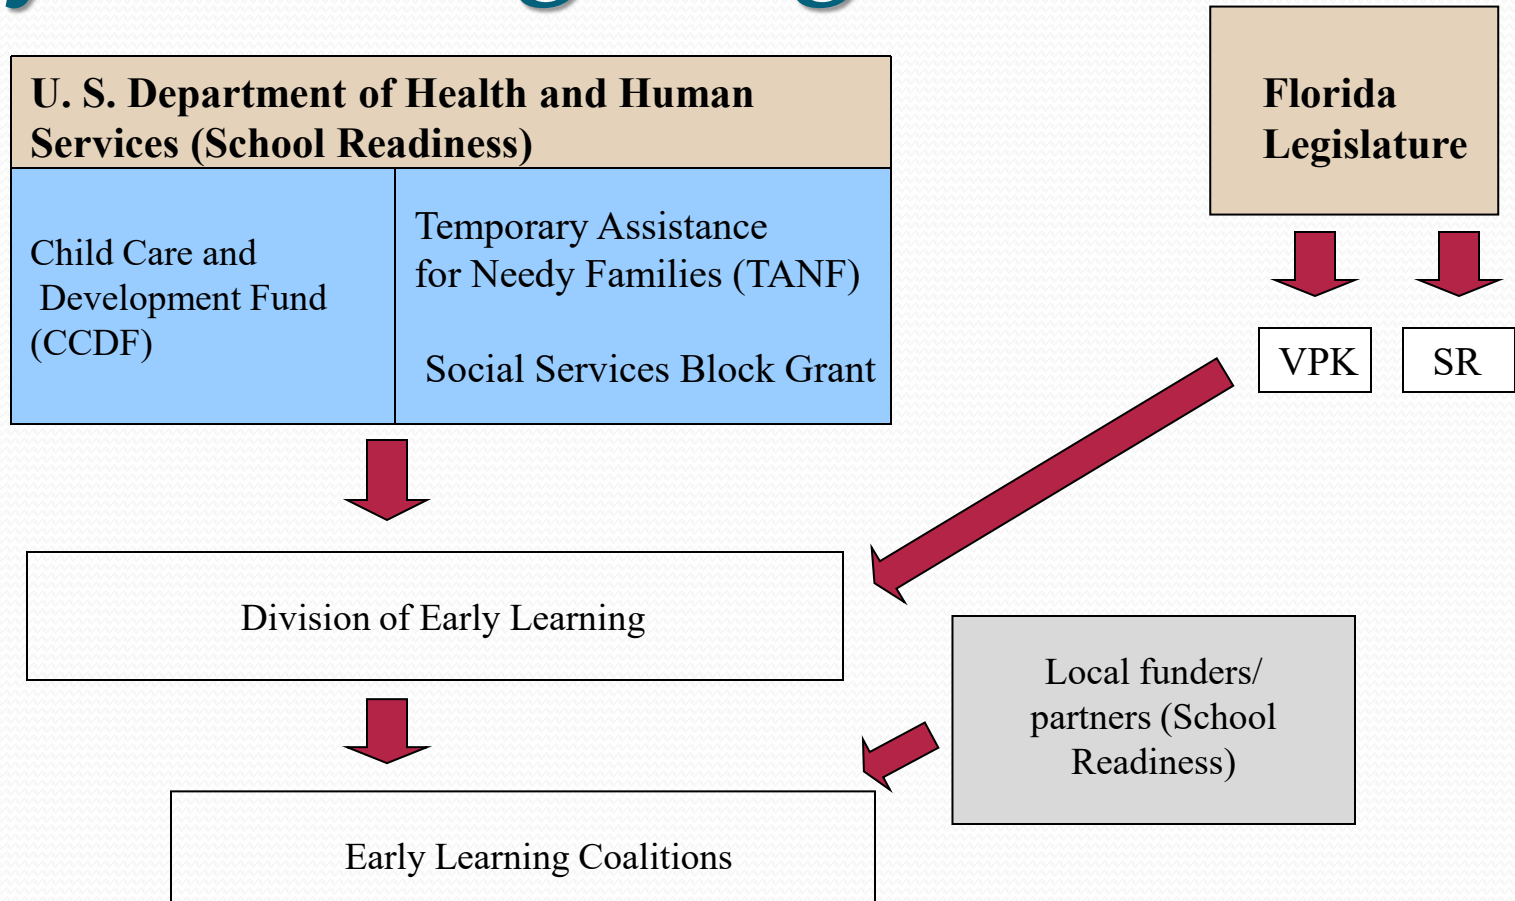 U. S. Department of Health and Human
Services (School Readiness)
Child Care and
Development Fund
(CCDF)
Temporary Assistance
for Needy Families (TANF)
Social Services Block Grant
Florida
Legislature
VPK
SR
Division of Early Learning
Local funders/
partners (School
Readiness)
Early Learning Coalitions